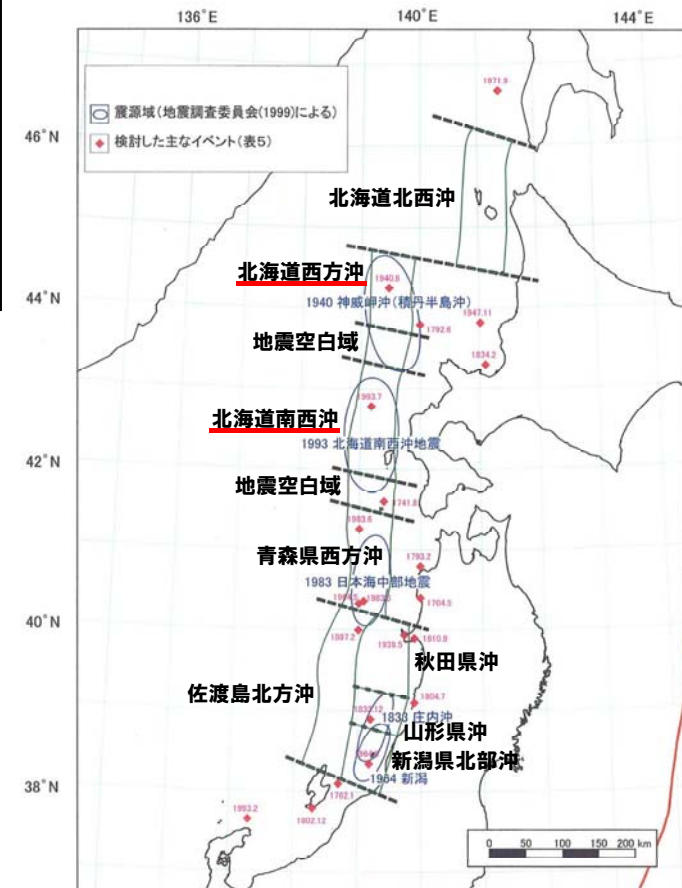 136°E
140°E
144°E
1971.9
震源域(地震調査委員会(1999)による)
検討した主なイベント(表5)
46°N
北海道北西沖
北海道西方沖
1940.8
44°N
1940 神威岬沖(積丹半島沖)
1947.11
1792.6
地震空白域
1834.2
1993.7
北海道南西沖
1993 北海道南西沖地震
42°N
地震空白域
1741.8
1983.6
青森県西方沖
1793.2
1983 日本海中部地震
1704.5
40°N
1697.2
1939.5
1810.9
秋田県沖
佐渡島北方沖
1804.7
1833.12
1833 庄内沖
山形県沖
新潟県北部沖
1964 新潟
38°N
1762.1
1993.2
1802.12
0 50 100 150 200 km